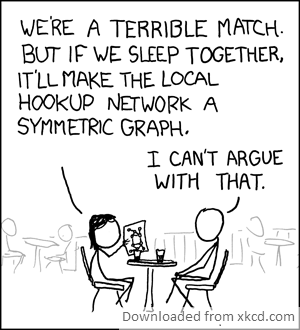 WE'RE A TERRIBLE MATCH.
BUT IF WE SLEEP TOGETHER,
IT'LL MAKE THE LOCAL
HOOKUP NETWORK A
SYMMETRIC GRAPH.
I CAN'T ARGUE
WITH THAT.
Downloaded from xkcd.com